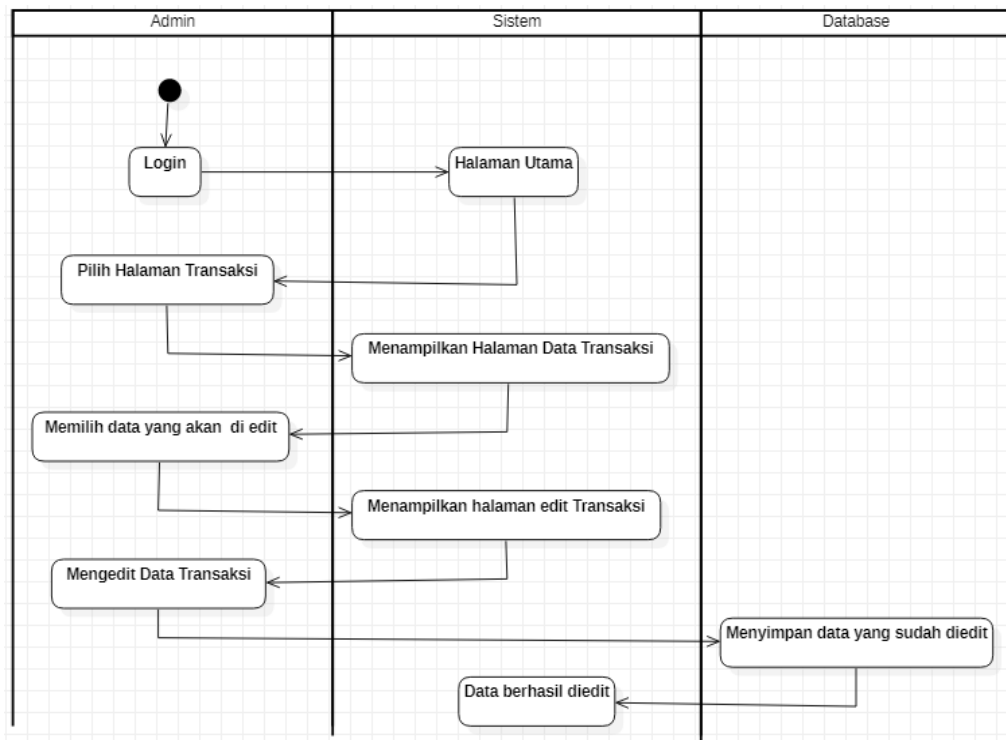 Admin
Sistem
Database
Login
Halaman Utama
Pilih Halaman Transaksi
Menampilkan Halaman Data Transaksi
Memilih data yang akan  di edit
Menampilkan halaman edit Transaksi
Mengedit Data Transaksi
Menyimpan data yang sudah diedit
Data berhasil diedit